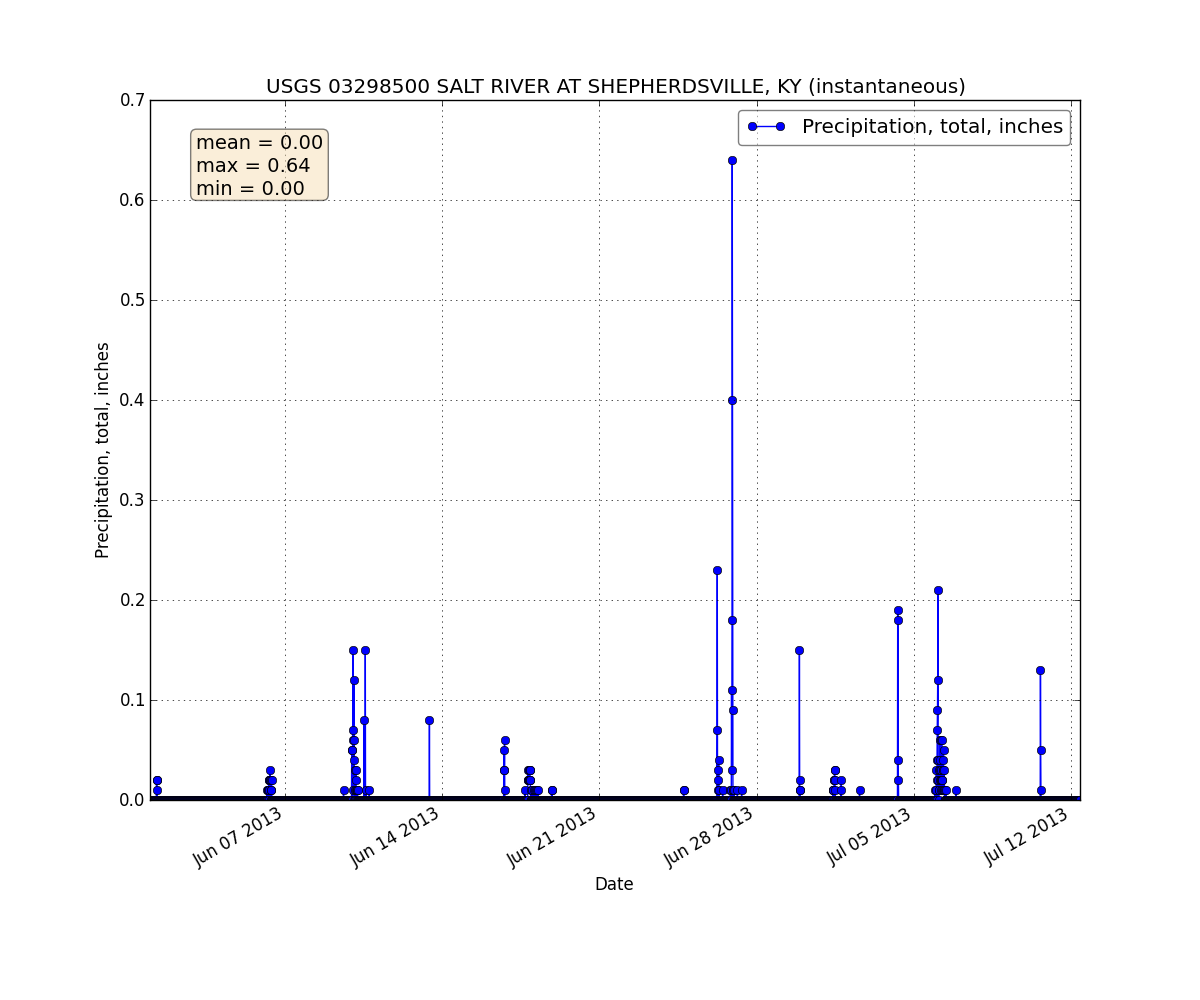 USGS 03298500 SALT RIVER AT SHEPHERDSVILLE, KY (instantaneous)
0.7
mean = 0.00
max = 0.64
min = 0.00
Precipitation, total, inches
0.6
0.5
0.4
0.3
0.2
0.1
0.0
Precipitation, total, inches
Jun 07 2013
Jun 14 2013
Jun 21 2013
Jun 28 2013
Jul 05 2013
Jul 12 2013
Date